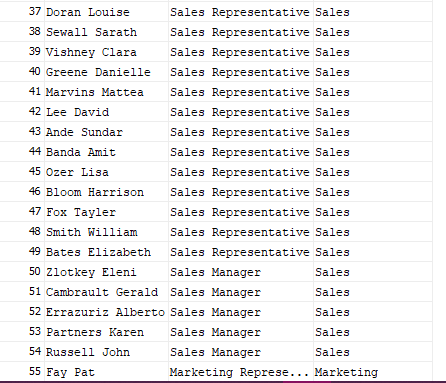 37 Doran Louise Sales Representative Sales
38 Sewall Sarath Sales Representative Sales
39 Vishney Clara Sales Representative Sales
40 Greene Danielle Sales Representative Sales
41 Marvins Mattea Sales Representative Sales
42 Lee David Sales Representative Sales
43 Ande Sundar Sales Representative Sales
44 Banda Amit Sales Representative Sales
45 Ozer Lisa Sales Representative Sales
46 Bloom Harrison Sales Representative Sales
47 Fox Tayler Sales Representative Sales
48 Smith William Sales Representative Sales
49 Bates Elizabeth Sales Representative Sales
50 Zlotkey Eleni Sales Manager Sales
51 Cambrault Gerald Sales Manager Sales
52 Errazuriz Alberto Sales Manager Sales
53 Partners Karen Sales Manager Sales
54 Russell John Sales Manager Sales
55 Fay Pat Marketing Represe... Marketing